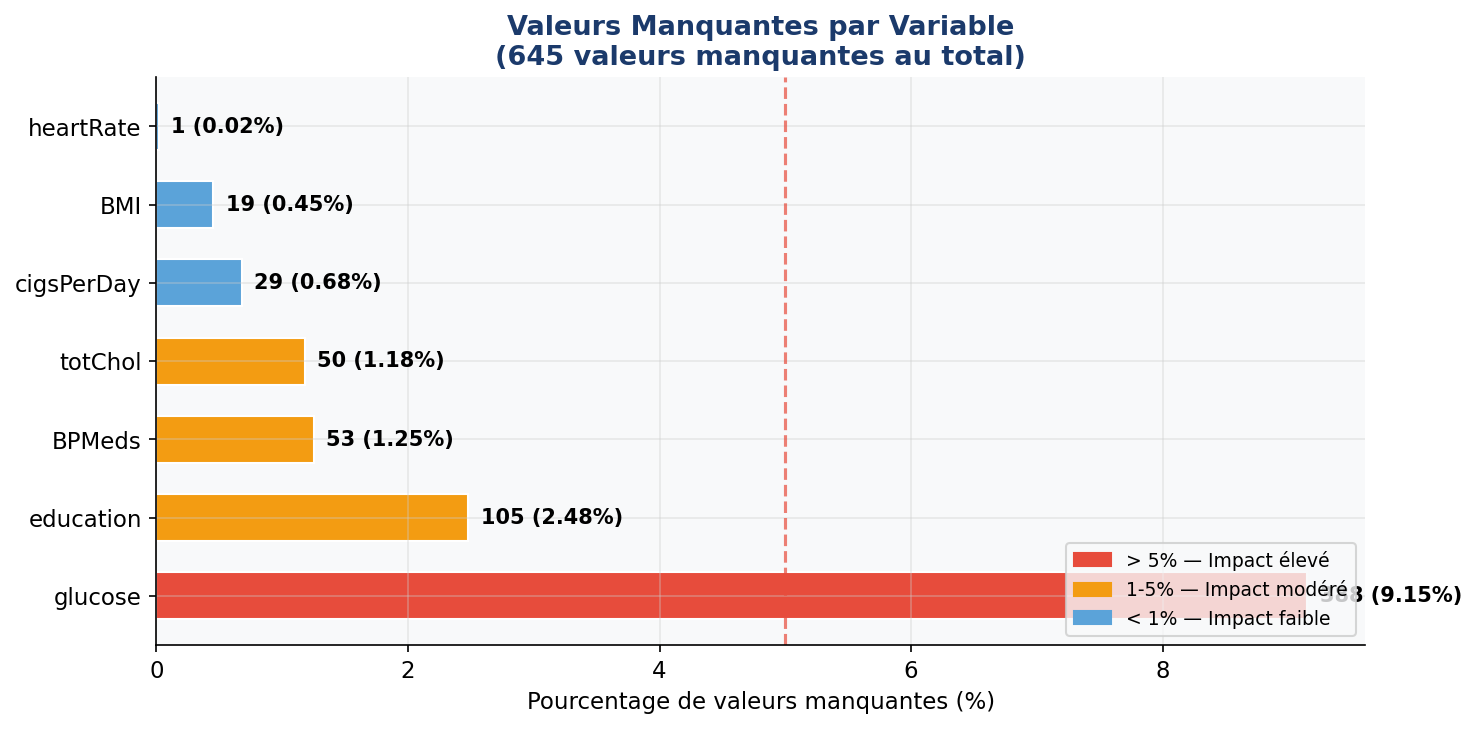 Valeurs Manquantes par Variable
(645 valeurs manquantes au total)
heartRate 1 (0.02%)
BMI 19 (0.45%)
cigsPerDay 29 (0.68%)
totChol 50 (1.18%)
BPMeds 53 (1.25%)
education 105 (2.48%)
glucose 388 (9.15%)
> 5% — Impact élevé
1-5% — Impact modéré
< 1% — Impact faible
0 2 4 6 8
Pourcentage de valeurs manquantes (%)